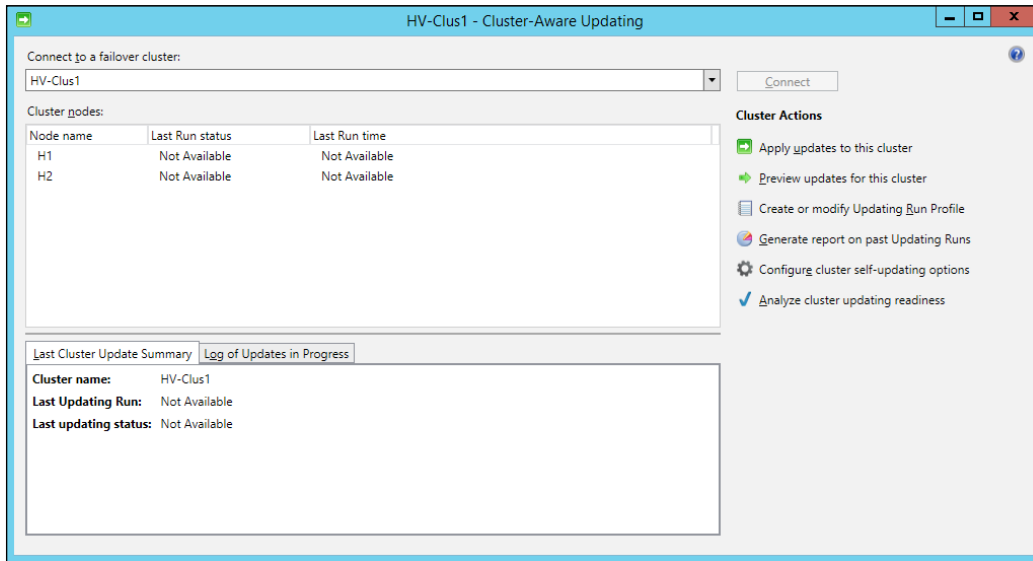 HV-Clus1 - Cluster-Aware Updating
Connect to a failover cluster:
HV-Clus1
Connect
Cluster nodes:
Node name Last Run status Last Run time
H1 Not Available Not Available
H2 Not Available Not Available
Cluster Actions
Apply updates to this cluster
Preview updates for this cluster
Create or modify Updating Run Profile
Generate report on past Updating Runs
Configure cluster self-updating options
Analyze cluster updating readiness
Last Cluster Update Summary Log of Updates in Progress
Cluster name: HV-Clus1
Last Updating Run: Not Available
Last updating status: Not Available